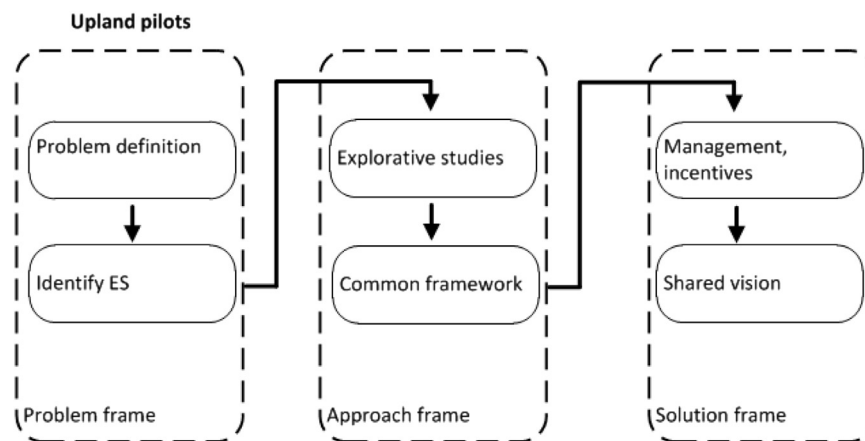 Upland pilots
Problem definition
Identify ES
Problem frame
Explorative studies
Common framework
Approach frame
Management,
incentives
Shared vision
Solution frame